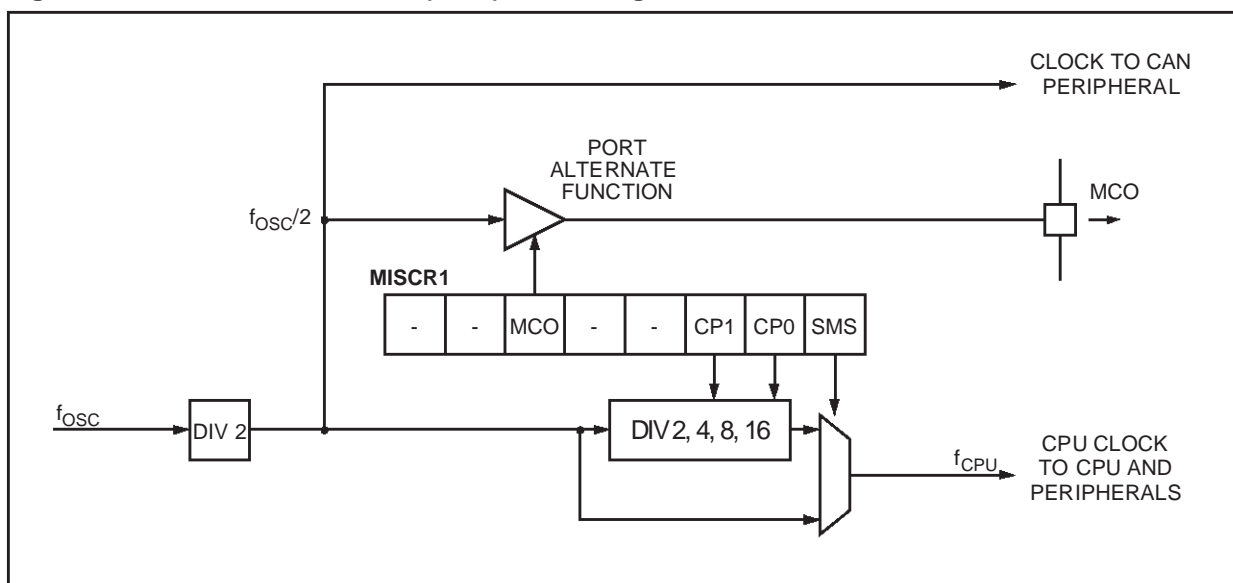 CLOCK TO CAN
PERIPHERAL
PORT
ALTERNATE
FUNCTION
MCO
fOSC/2
MISCR1
- - MCO - - CP1 CP0 SMS
fOSC
DIV 2
DIV 2, 4, 8, 16
fCPU
CPU CLOCK
TO CPU AND
PERIPHERALS